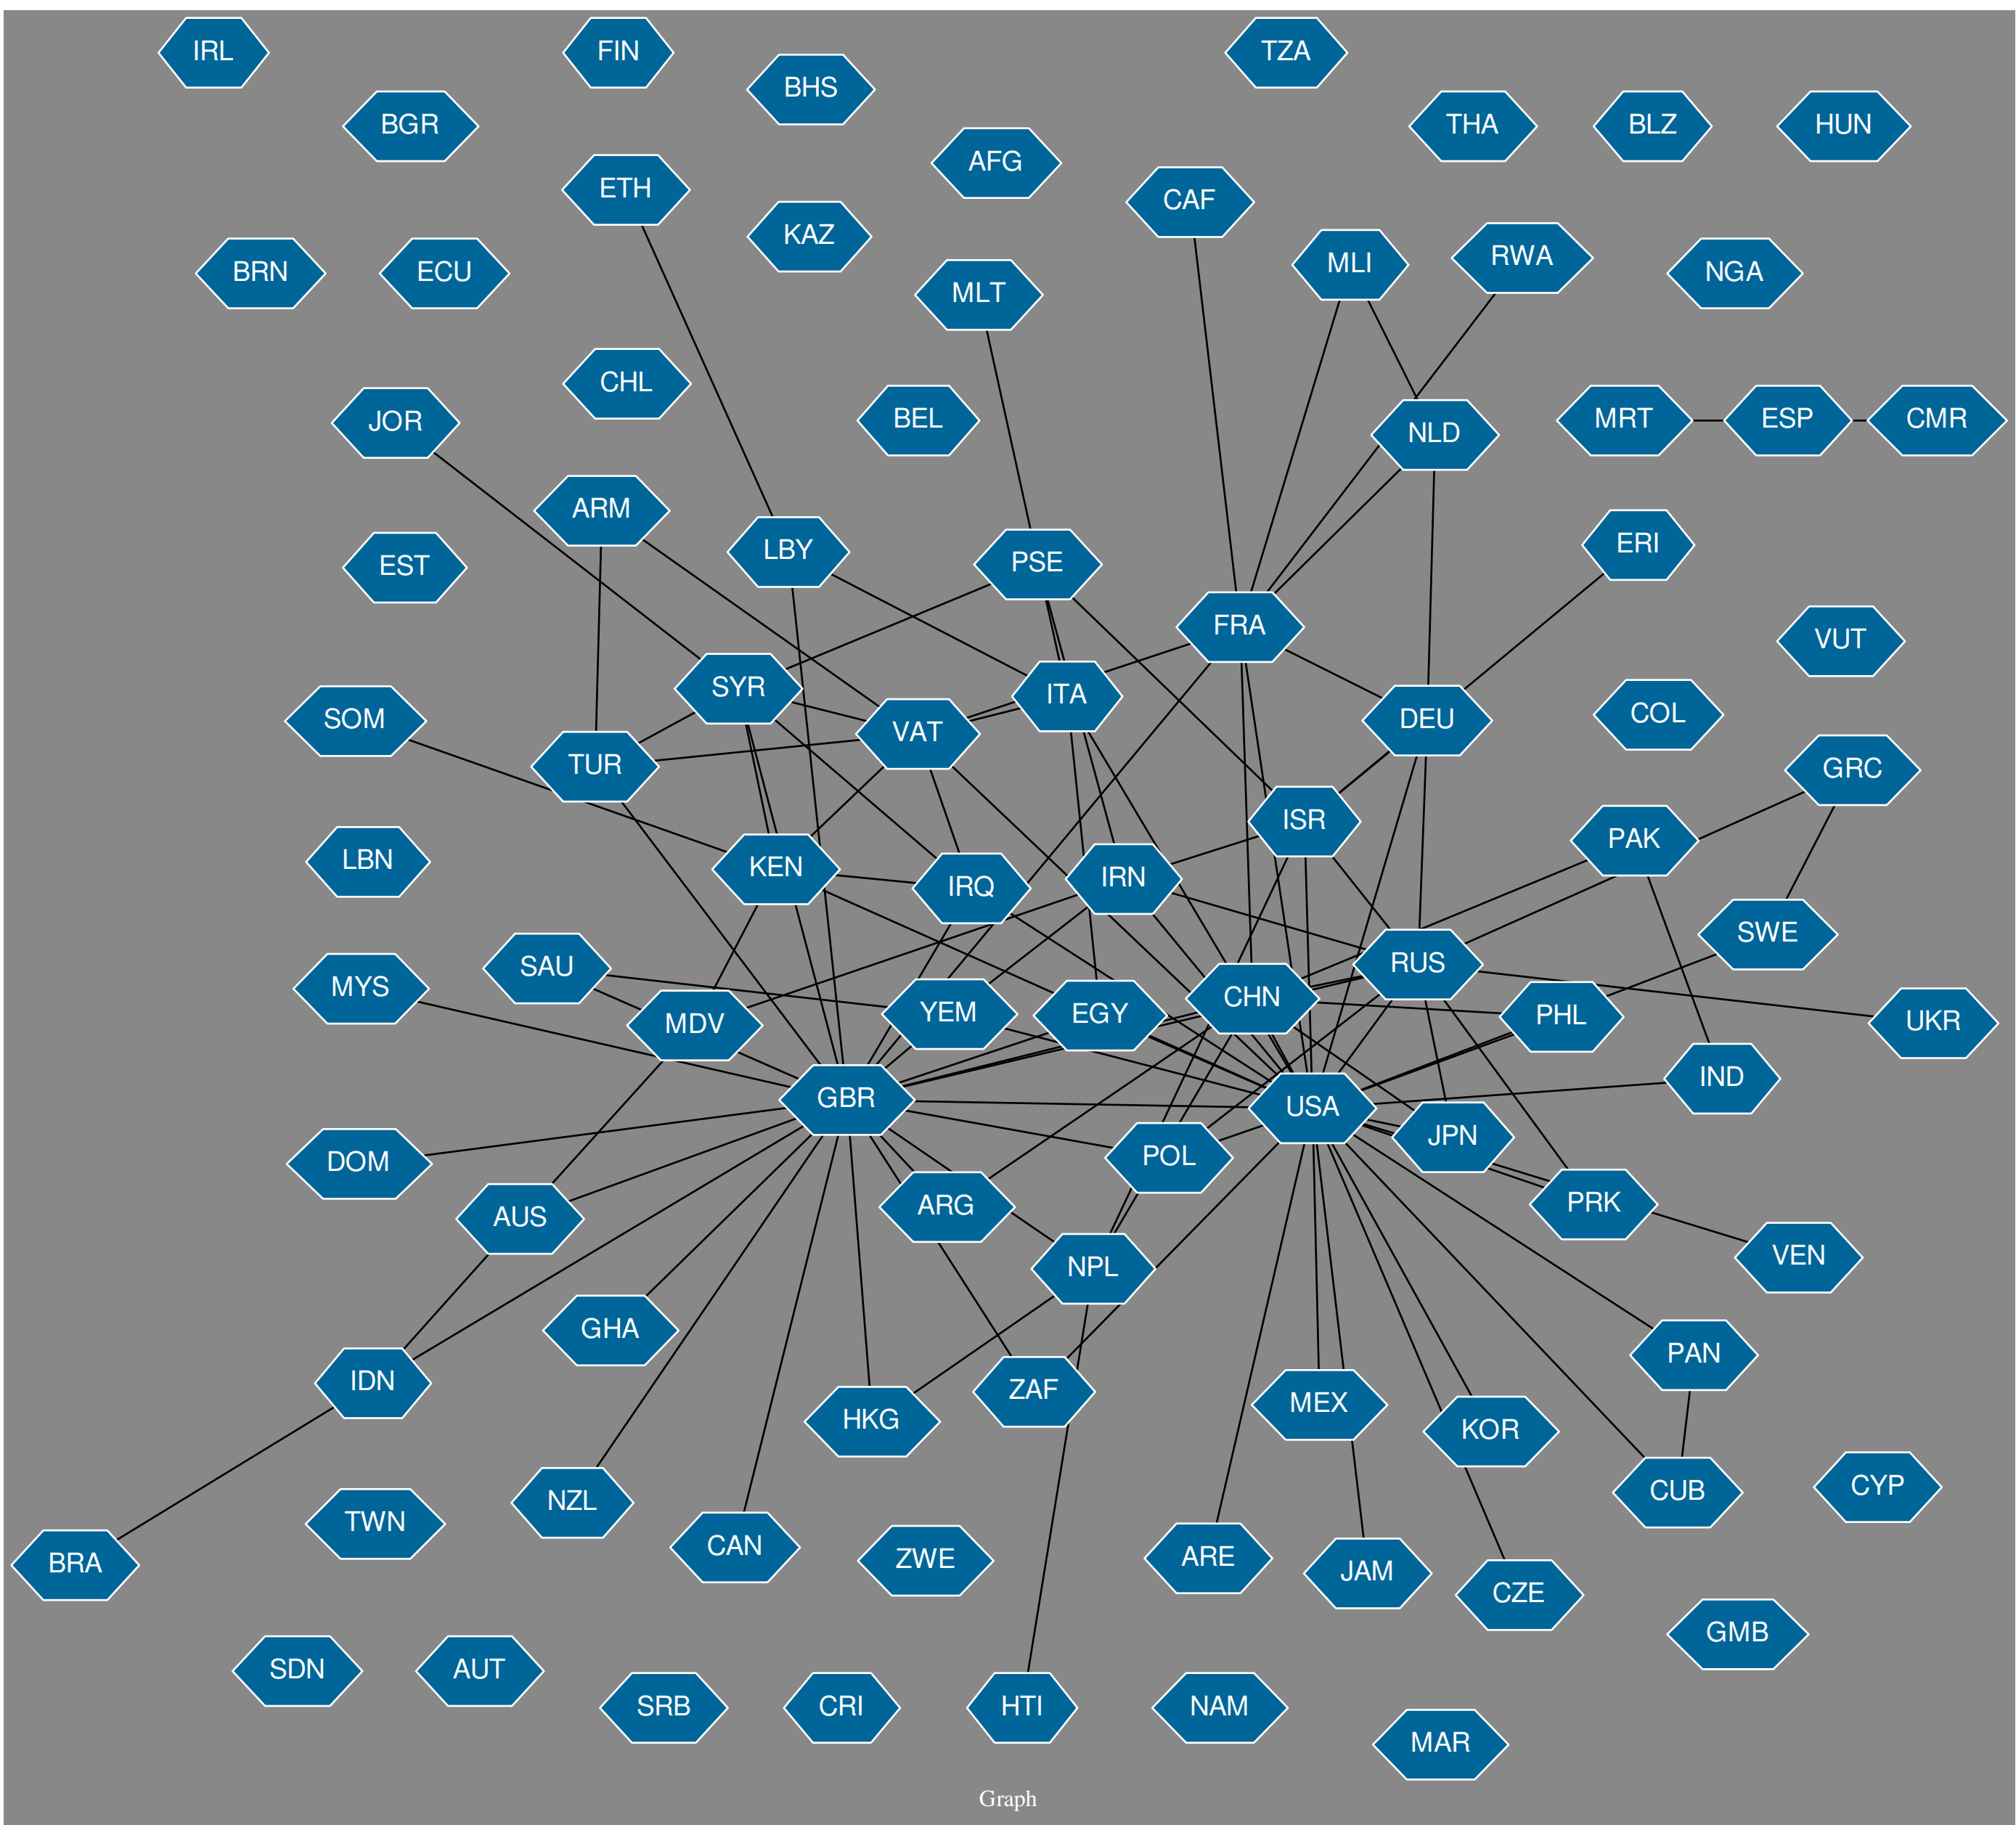 IRL
FIN
TZA
BHS
BGR
THA
BLZ
HUN
AFG
ETH
CAF
KAZ
RWA
MLI
BRN
ECU
NGA
MLT
CHL
JOR
BEL
NLD
MRT
ESP
CMR
ARM
ERI
LBY
PSE
EST
FRA
VUT
SYR
ITA
COL
SOM
DEU
VAT
TUR
GRC
ISR
PAK
LBN
KEN
IRN
IRQ
SWE
RUS
SAU
MYS
CHN
YEM
EGY
PHL
MDV
UKR
IND
GBR
USA
JPN
POL
DOM
PRK
ARG
AUS
VEN
NPL
GHA
PAN
IDN
ZAF
MEX
HKG
KOR
CYP
CUB
NZL
TWN
CAN
ARE
ZWE
BRA
JAM
CZE
GMB
SDN
AUT
SRB
CRI
HTI
NAM
MAR
Graph